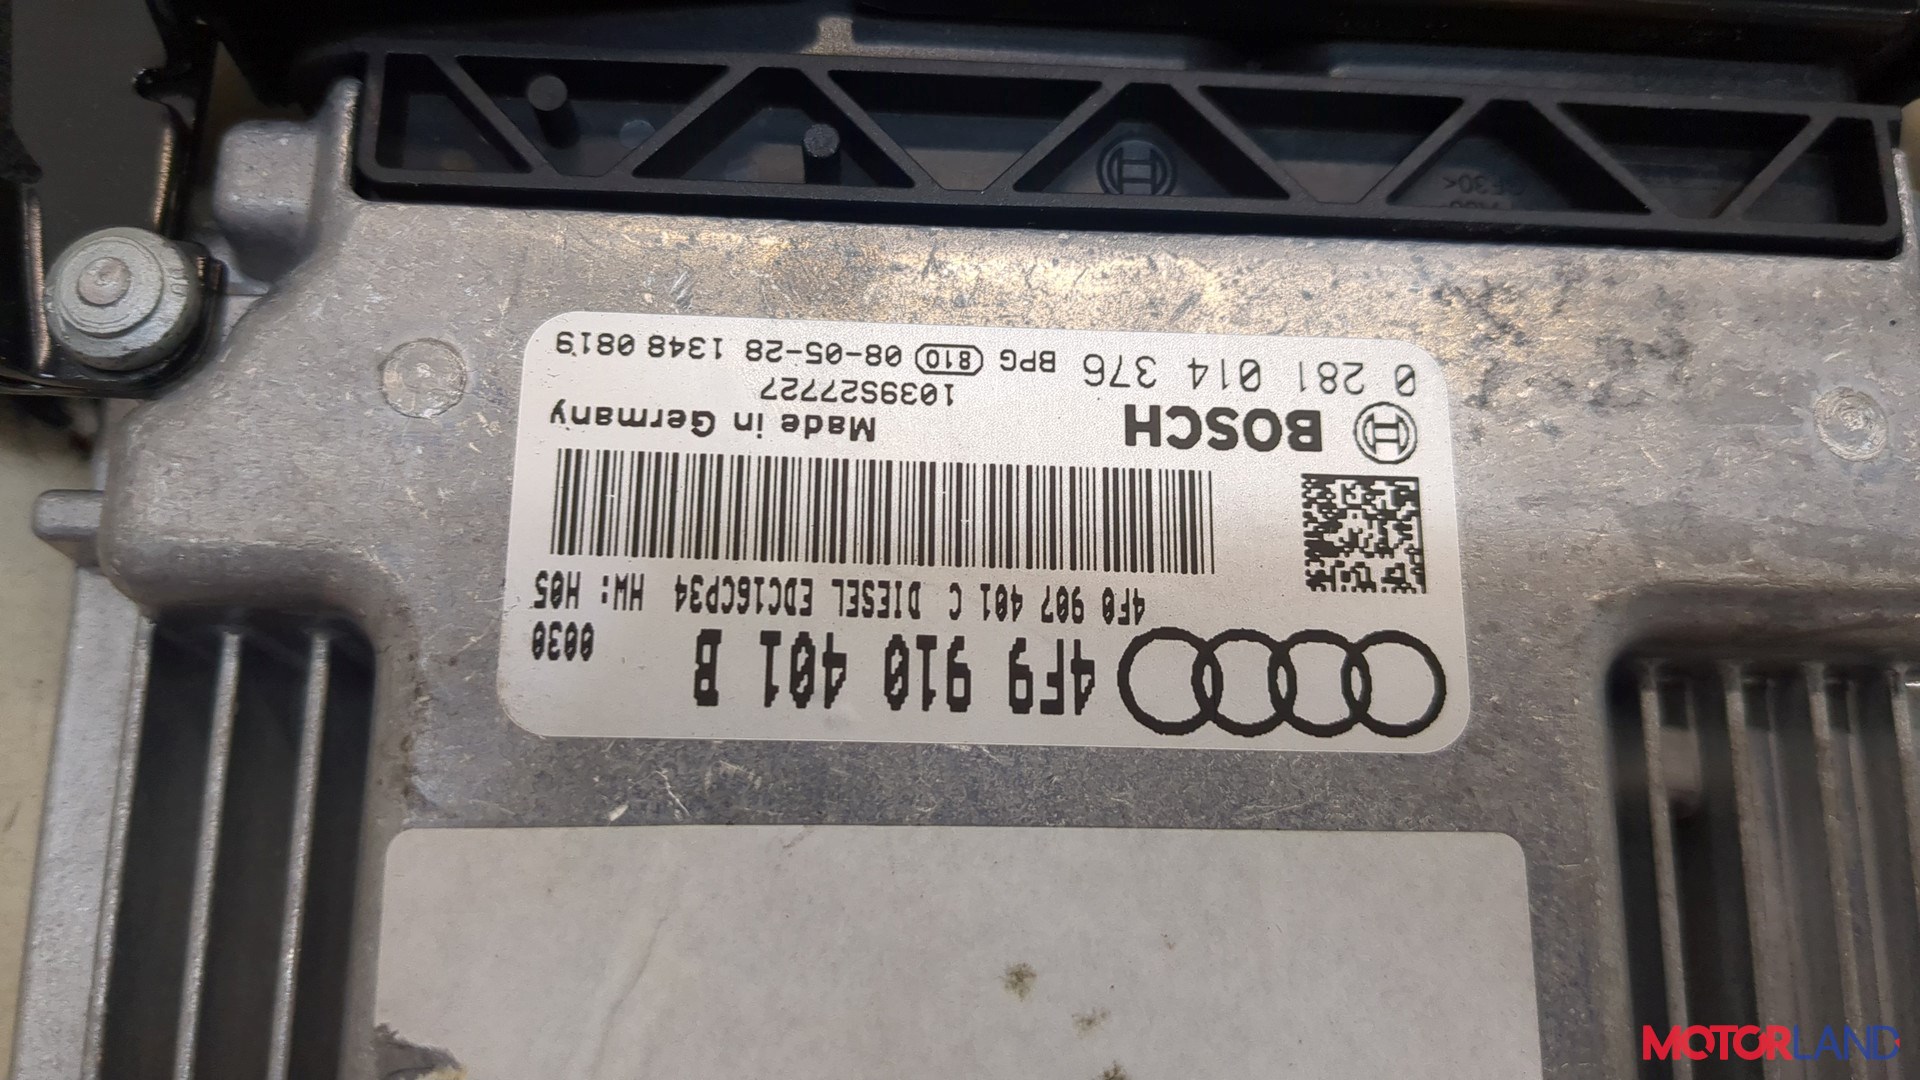 0 281 014 376 BPG 810 08-05-28 1348 0819
1039S27727
BOSCH Made in Germany
4F0 907 401 C DIESEL EDC16CP34 HW: H05
4F9 910 401 B 0030
MOTORLAND